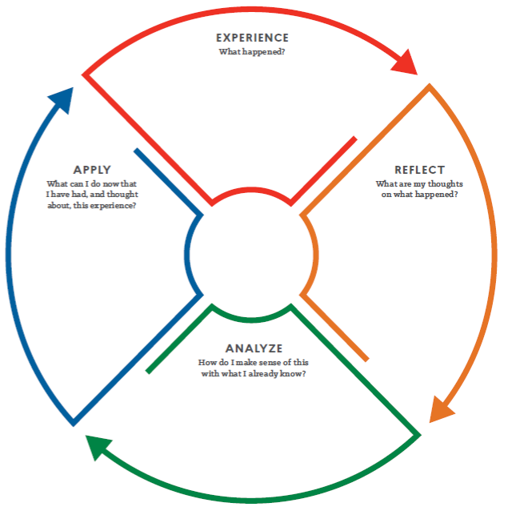 EXPERIENCE
What happened?
REFLECT
What are my thoughts
on what happened?
ANALYZE
How do I make sense of this
with what I already know?
APPLY
What can I do now that
I have had, and thought
about, this experience?